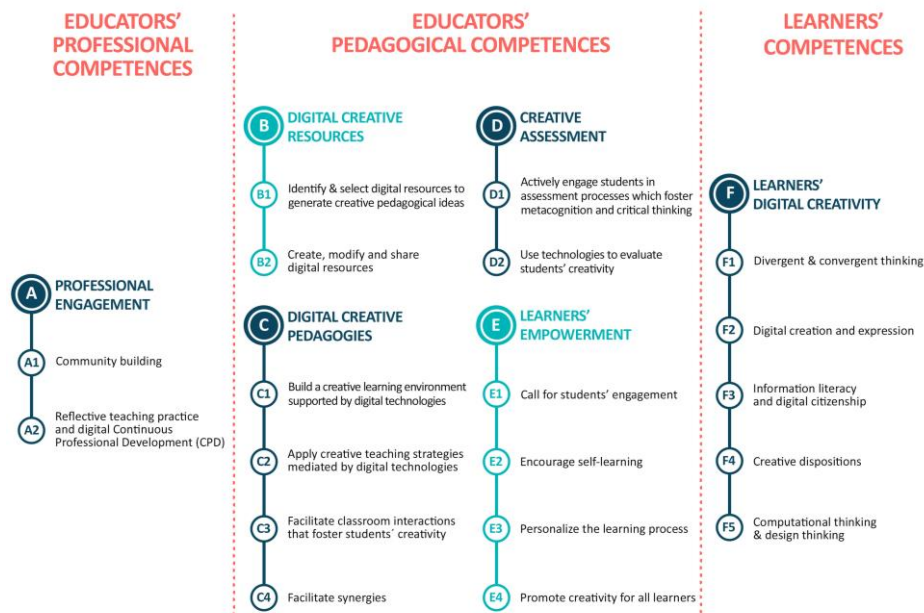 EDUCATORS'
PROFESSIONAL
COMPETENCES
A
PROFESSIONAL
ENGAGEMENT
A1
Community building
A2
Reflective teaching practice
and digital Continuous
Professional Development (CPD)
EDUCATORS'
PEDAGOGICAL COMPETENCES
B
DIGITAL CREATIVE
RESOURCES
B1
Identify & select digital resources to
generate creative pedagogical ideas
B2
Create, modify and share
digital resources
C
DIGITAL CREATIVE
PEDAGOGIES
C1
Build a creative learning environment
supported by digital technologies
C2
Apply creative teaching strategies
mediated by digital technologies
C3
Facilitate classroom interactions
that foster students´ creativity
C4
Facilitate synergies
D
CREATIVE
ASSESSMENT
D1
Actively engage students in
assessment processes which foster
metacognition and critical thinking
D2
Use technologies to evaluate
students' creativity
E
LEARNERS'
EMPOWERMENT
E1
Call for students' engagement
E2
Encourage self-learning
E3
Personalize the learning process
E4
Promote creativity for all learners
LEARNERS'
COMPETENCES
F
LEARNERS'
DIGITAL CREATIVITY
F1
Divergent & convergent thinking
F2
Digital creation and expression
F3
Information literacy
and digital citizenship
F4
Creative dispositions
F5
Computational thinking
& design thinking